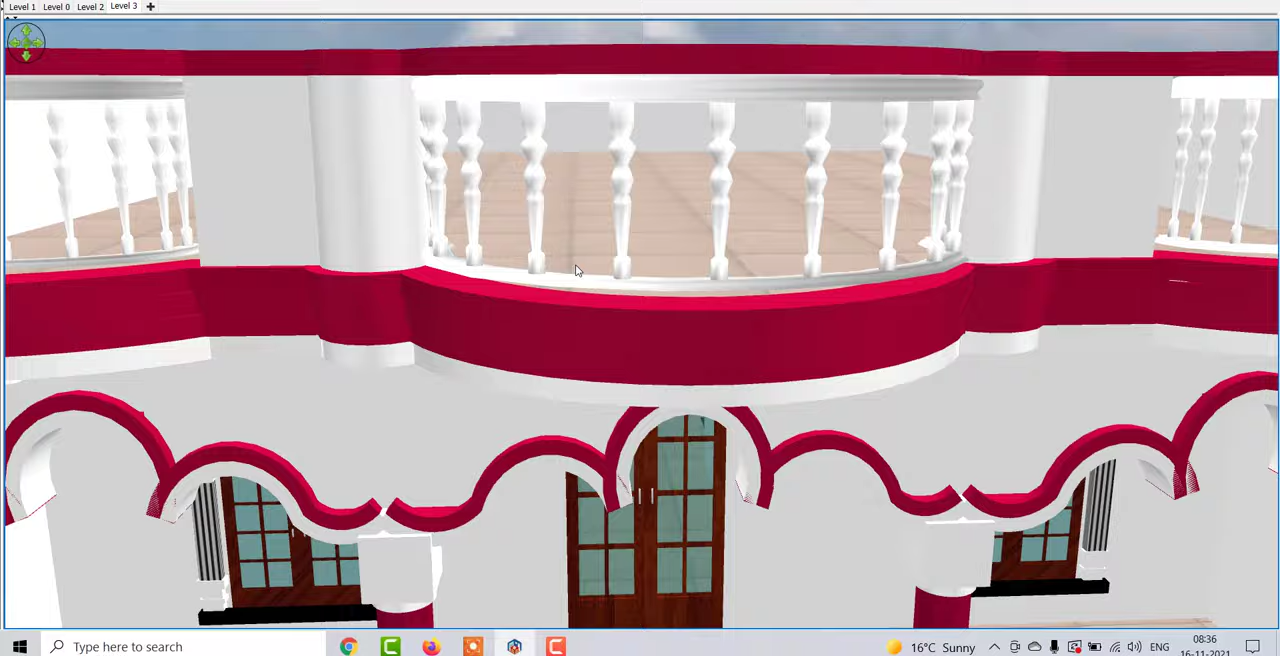 Level 1 Level 0 Level 2 Level 3
Type here to search
16°C Sunny
ENG
08:36
16-11-2021